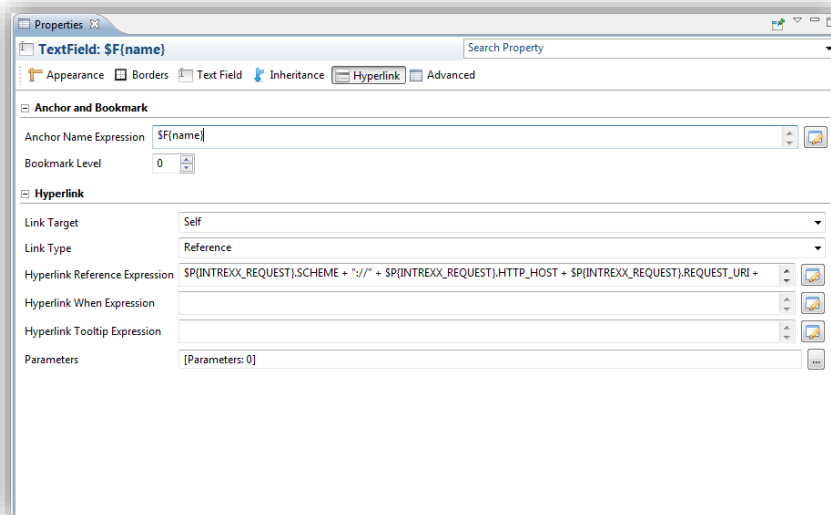 Properties
TextField: $F{name} Search Property
Appearance Borders Text Field Inheritance Hyperlink Advanced
Anchor and Bookmark
Anchor Name Expression $F{name}
Bookmark Level 0
Hyperlink
Link Target Self
Link Type Reference
Hyperlink Reference Expression $P{INTREXX_REQUEST}.SCHEME + "://" + $P{INTREXX_REQUEST}.HTTP_HOST + $P{INTREXX_REQUEST}.REQUEST_URI +
Hyperlink When Expression
Hyperlink Tooltip Expression
Parameters [Parameters: 0] ...